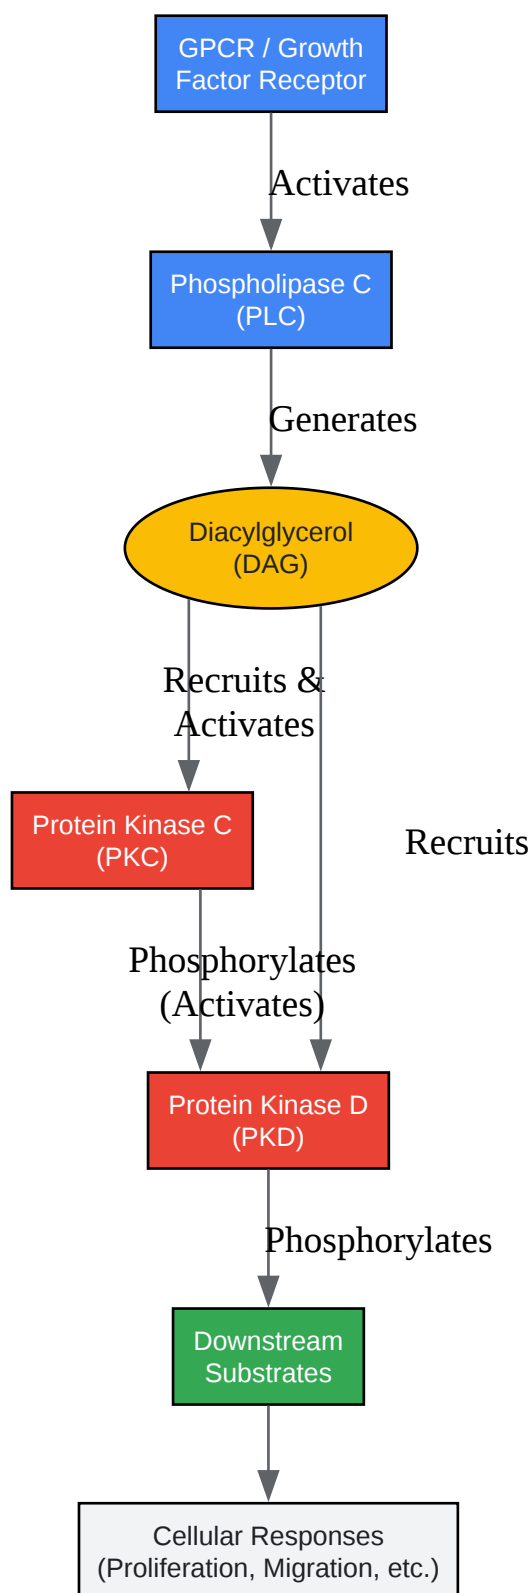 GPCR / Growth
Factor Receptor
Activates
Phospholipase C
(PLC)
Generates
Diacylglycerol
(DAG)
Recruits &
Activates
Protein Kinase C
(PKC)
Recruits
Phosphorylates
(Activates)
Protein Kinase D
(PKD)
Phosphorylates
Downstream
Substrates
Cellular Responses
(Proliferation, Migration, etc.)